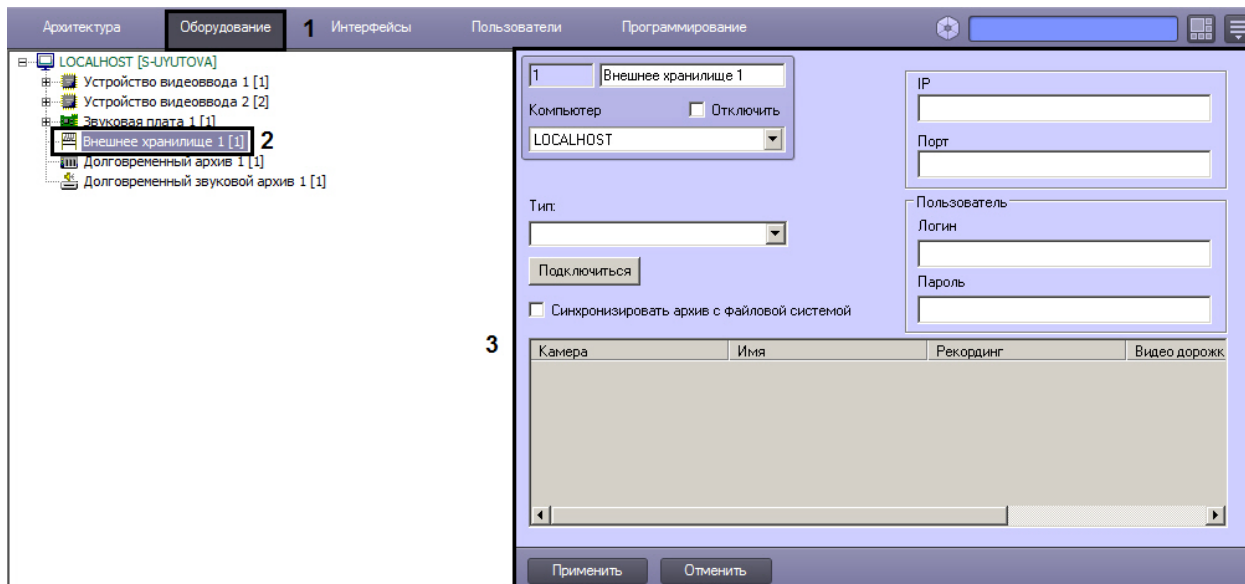 Архитектура Оборудование 1 Интерфейсы Пользователи Программирование
LOCALHOST [S-UYUTOVA]
Устройство видеоввода 1 [1]
Устройство видеоввода 2 [2]
Звуковая плата 1 [1]
Внешнее хранилище 1 [1] 2
Долговременный архив 1 [1]
Долговременный звуковой архив 1 [1]
3
1 Внешнее хранилище 1
Компьютер Отключить
LOCALHOST
Тип:
Подключиться
Синхронизировать архив с файловой системой
IP
Порт
Пользователь
Логин
Пароль
Камера Имя Рекординг Видео дорожк
Применить Отменить